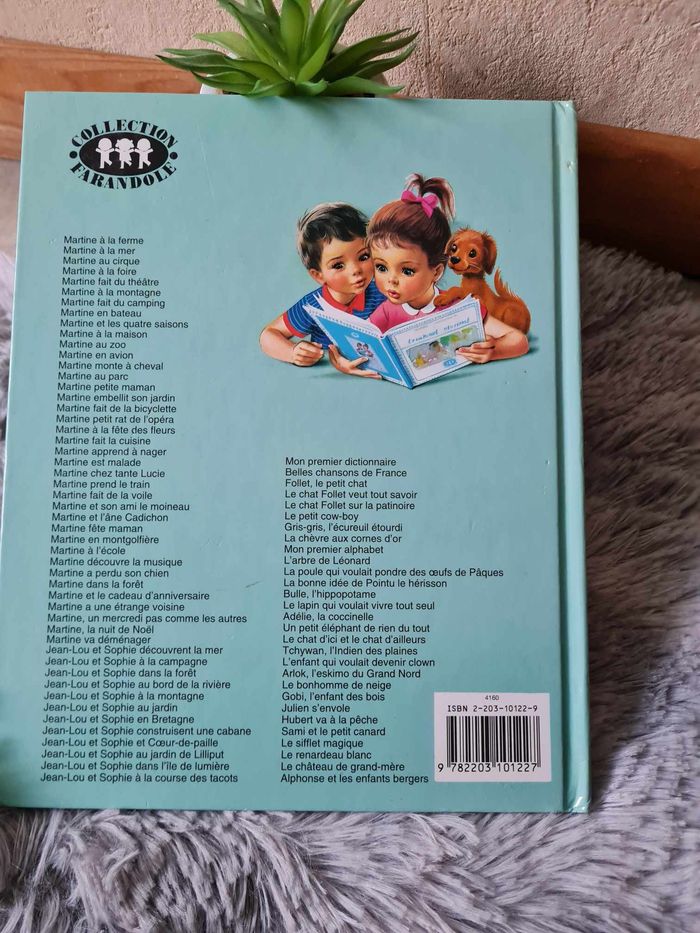 COLLECTION
FARANDOLE
Martine à la ferme
Martine à la mer
Martine au cirque
Martine à la foire
Martine fait du théâtre
Martine à la montagne
Martine fait du camping
Martine en bateau
Martine et les quatre saisons
Martine à la maison
Martine au zoo
Martine en avion
Martine monte à cheval
Martine au parc
Martine petite maman
Martine embellit son jardin
Martine fait de la bicyclette
Martine petit rat de l'opéra
Martine à la fête des fleurs
Martine fait la cuisine
Martine apprend à nager
Martine est malade
Martine chez tante Lucie
Martine prend le train
Martine fait de la voile
Martine et son ami le moineau
Martine et l'âne Cadichon
Martine fête maman
Martine en montgolfière
Martine à l'école
Martine découvre la musique
Martine a perdu son chien
Martine dans la forêt
Martine et le cadeau d'anniversaire
Martine a une étrange voisine
Martine, un mercredi pas comme les autres
Martine, la nuit de Noël
Martine va déménager
Jean-Lou et Sophie découvrent la mer
Jean-Lou et Sophie à la campagne
Jean-Lou et Sophie dans la forêt
Jean-Lou et Sophie au bord de la rivière
Jean-Lou et Sophie à la montagne
Jean-Lou et Sophie au jardin
Jean-Lou et Sophie en Bretagne
Jean-Lou et Sophie construisent une cabane
Jean-Lou et Sophie et Cœur-de-paille
Jean-Lou et Sophie au jardin de Lilliput
Jean-Lou et Sophie dans l'île de lumière
Jean-Lou et Sophie à la course des tacots
Mon premier dictionnaire
Belles chansons de France
Follet, le petit chat
Le chat Follet veut tout savoir
Le chat Follet sur la patinoire
Le petit cow-boy
Gris-gris, l'écureuil étourdi
La chèvre aux cornes d'or
Mon premier alphabet
L'arbre de Léonard
La poule qui voulait pondre des œufs de Pâques
La bonne idée de Pointu le hérisson
Bulle, l'hippopotame
Le lapin qui voulait vivre tout seul
Adélie, la coccinelle
Un petit éléphant de rien du tout
Le chat d'ici et le chat d'ailleurs
Tchywan, l'Indien des plaines
L'enfant qui voulait devenir clown
Arlok, l'eskimo du Grand Nord
Le bonhomme de neige
Gobi, l'enfant des bois
Julien s'envole
Hubert va à la pêche
Sami et le petit canard
Le sifflet magique
Le renardeau blanc
Le château de grand-mère
Alphonse et les enfants bergers
4160
ISBN 2-203-10122-9
9 782203 101227